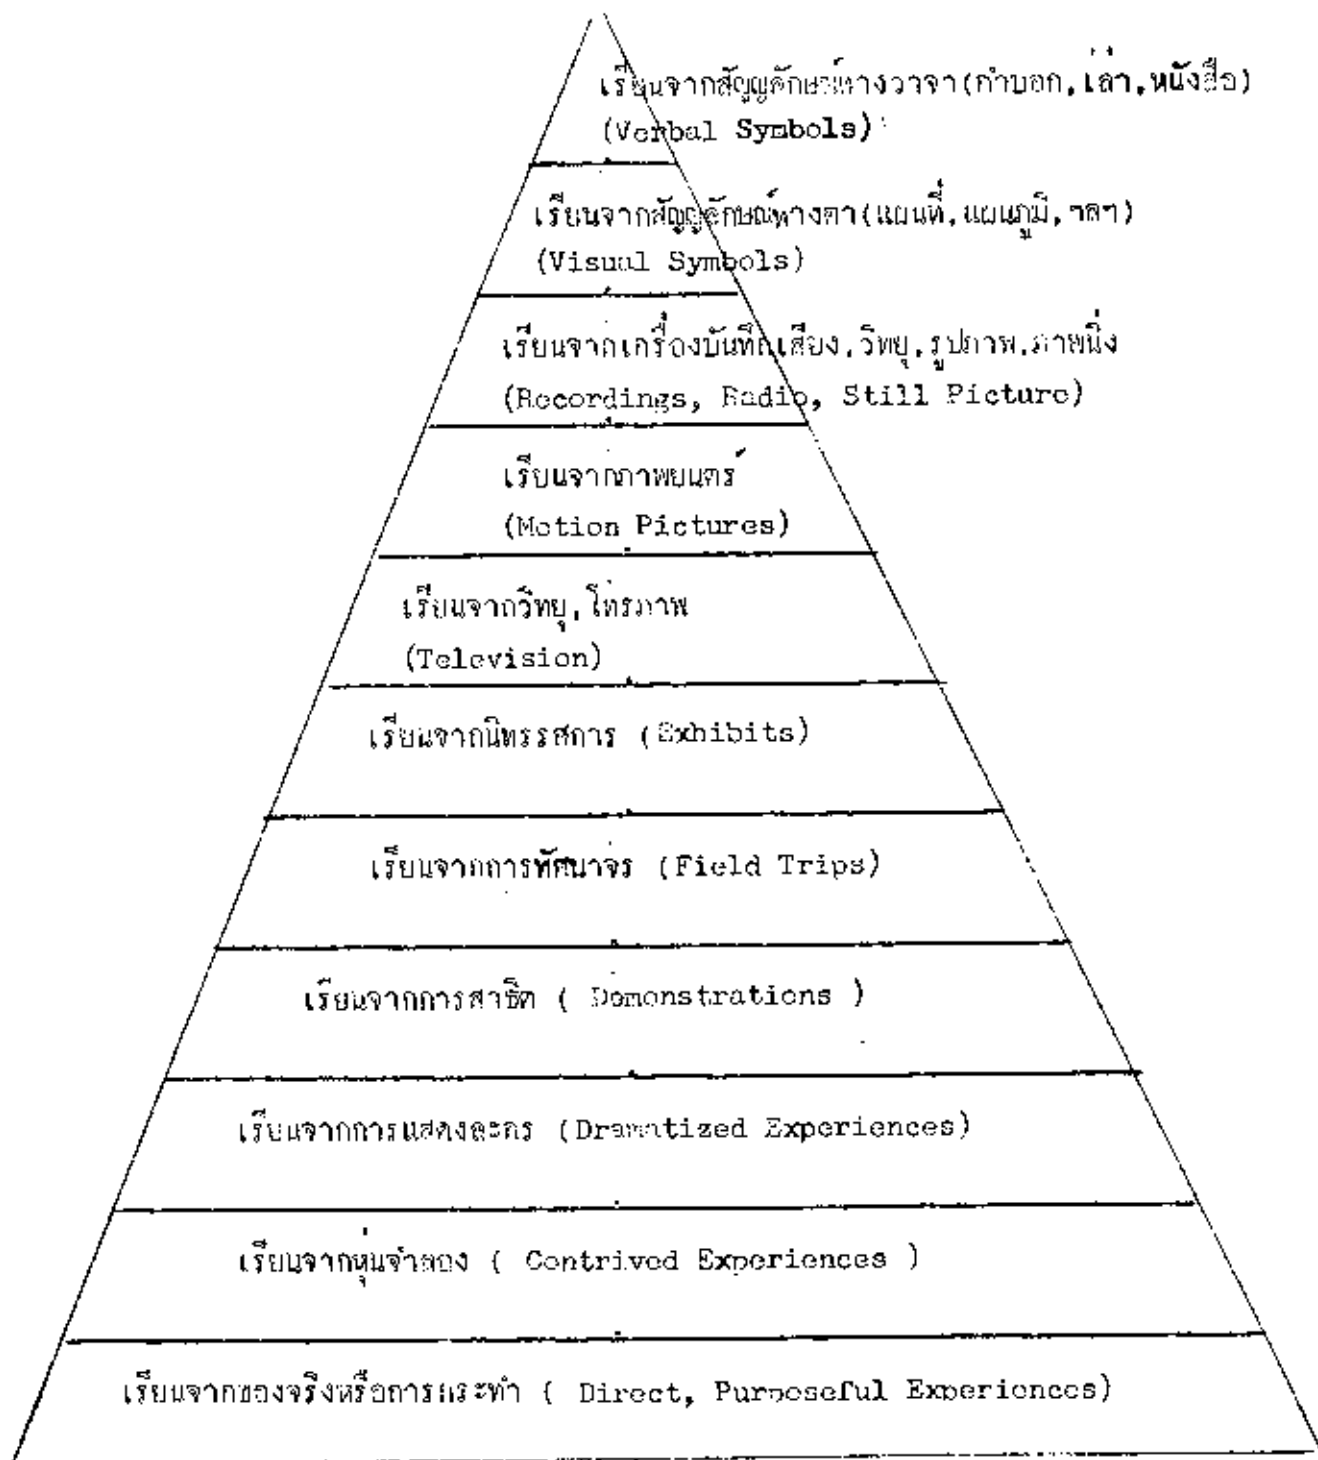 เรียนจากสัญญลักษณ์ทางวาจา(คำบอก,เล่า,หนังสือ)
(Verbal Symbols)
เรียนจากสัญญลักษณ์ทางตา(แผนที่,แผนภูมิ,ฯลฯ)
(Visual Symbols)
เรียนจากเครื่องบันทึกเสียง,วิทยุ,รูปภาพ,ภาพนิ่ง
(Recordings, Radio, Still Picture)
เรียนจากภาพยนตร์
(Motion Pictures)
เรียนจากวิทยุ,โทรภาพ
(Television)
เรียนจากนิทรรสการ (Exhibits)
เรียนจากการทัศนาจร (Field Trips)
เรียนจากการสาธิต ( Demonstrations )
เรียนจากการแสดงละคร (Dramatized Experiences)
เรียนจากหุ่นจำลอง ( Contrived Experiences )
เรียนจากของจริงหรือการกระทำ ( Direct, Purposeful Experiences)